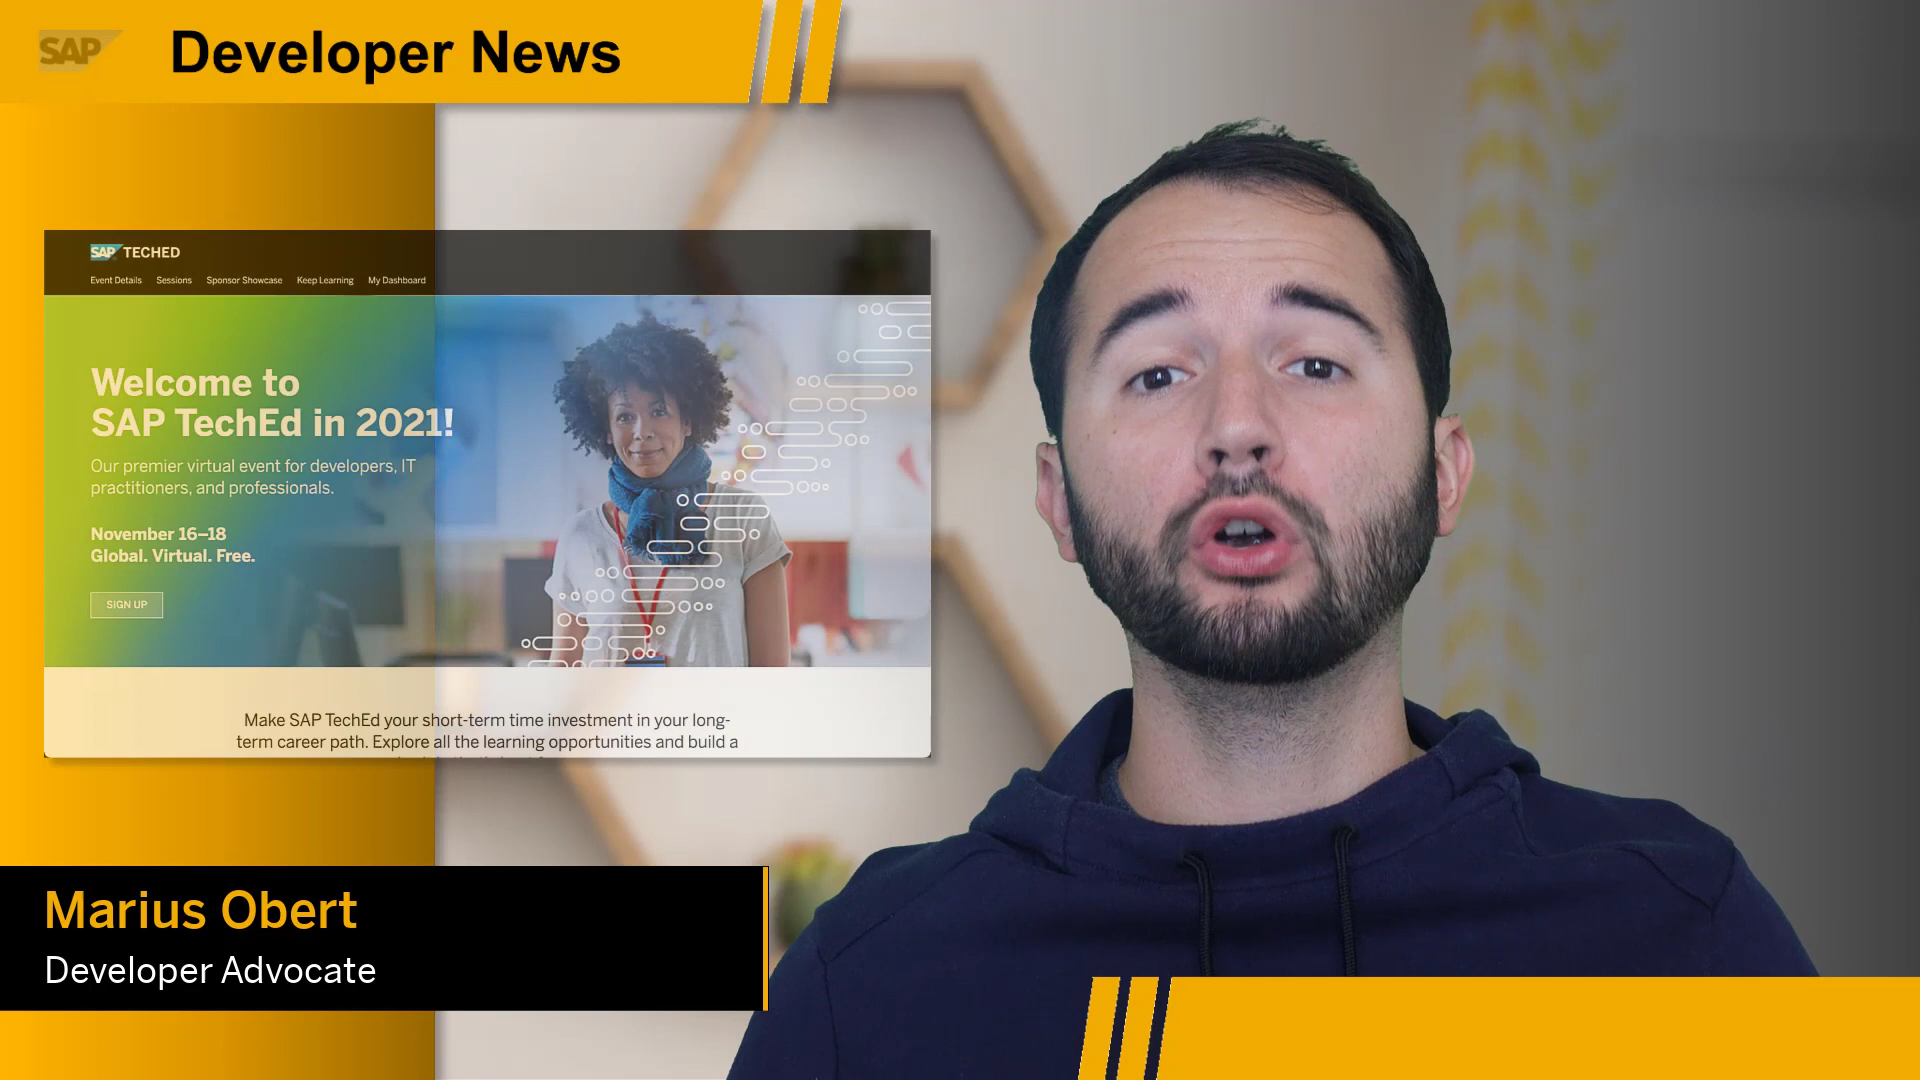 SAP
Developer News
SAP TECHED
Event Details Sessions Sponsor Showcase Keep Learning My Dashboard
Welcome to
SAP TechEd in 2021!
Our premier virtual event for developers, IT
practitioners, and professionals.
November 16–18
Global. Virtual. Free.
SIGN UP
Make SAP TechEd your short-term time investment in your long-
term career path. Explore all the learning opportunities and build a
Marius Obert
Developer Advocate